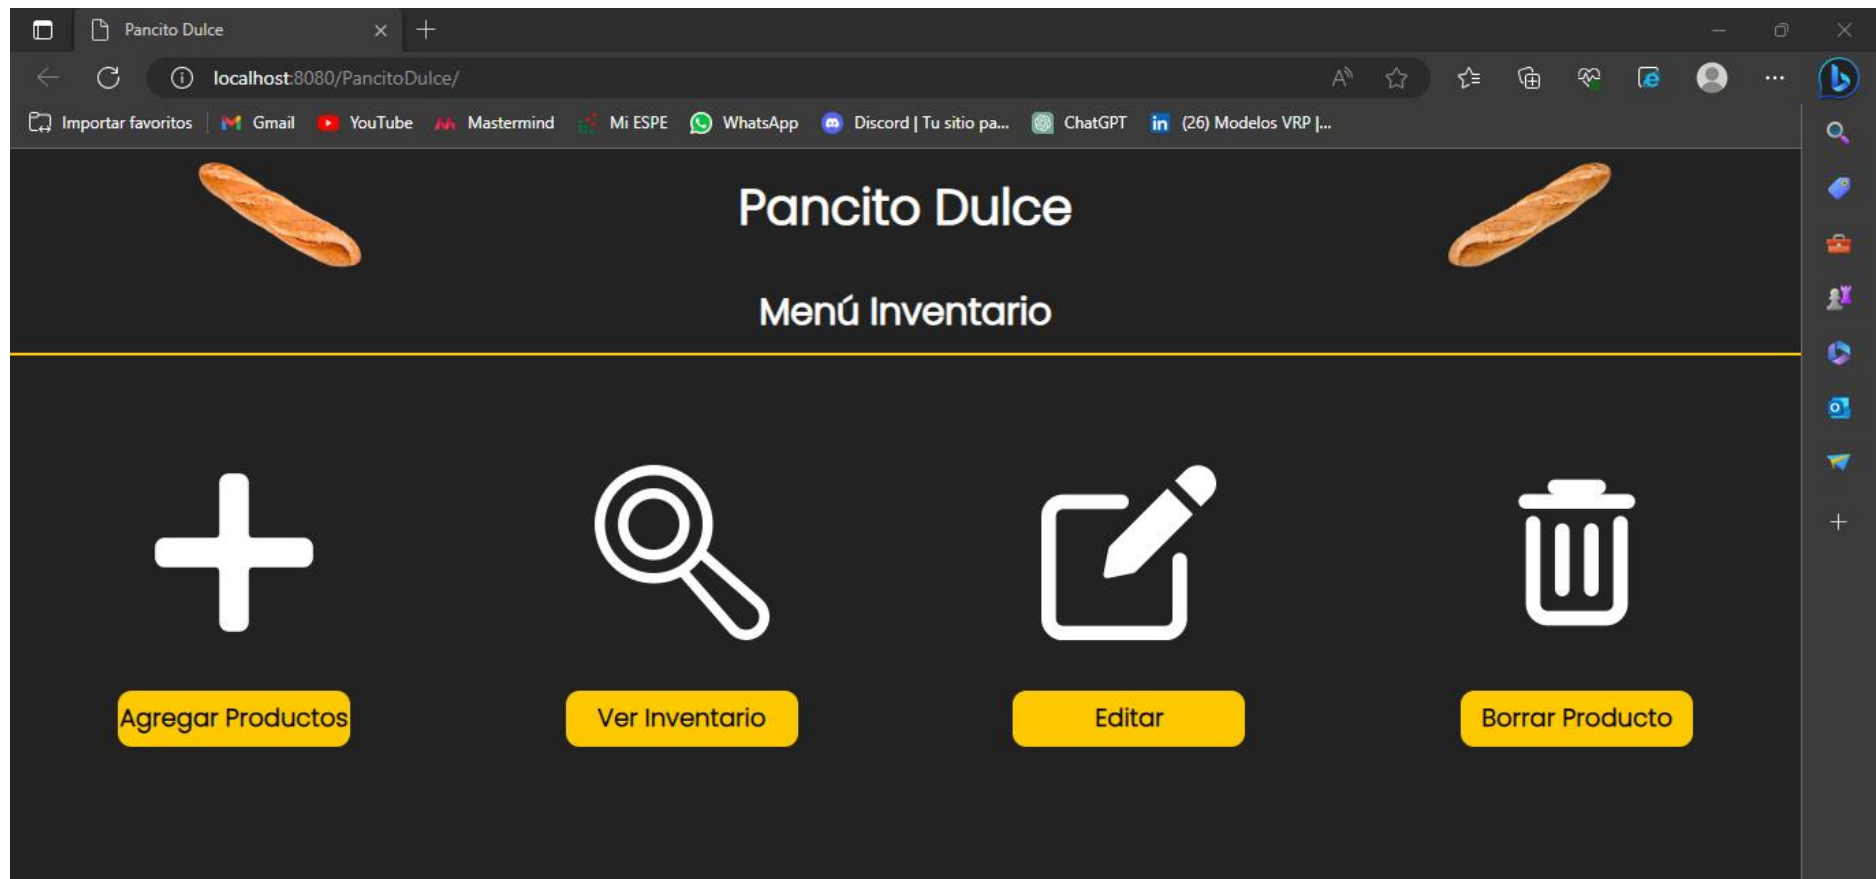 Pancito Dulce
localhost:8080/PancitoDulce/
Importar favoritos Gmail YouTube Mastermind Mi ESPE WhatsApp Discord | Tu sitio pa... ChatGPT (26) Modelos VRP |...
Pancito Dulce
Menú Inventario
Agregar Productos Ver Inventario Editar Borrar Producto